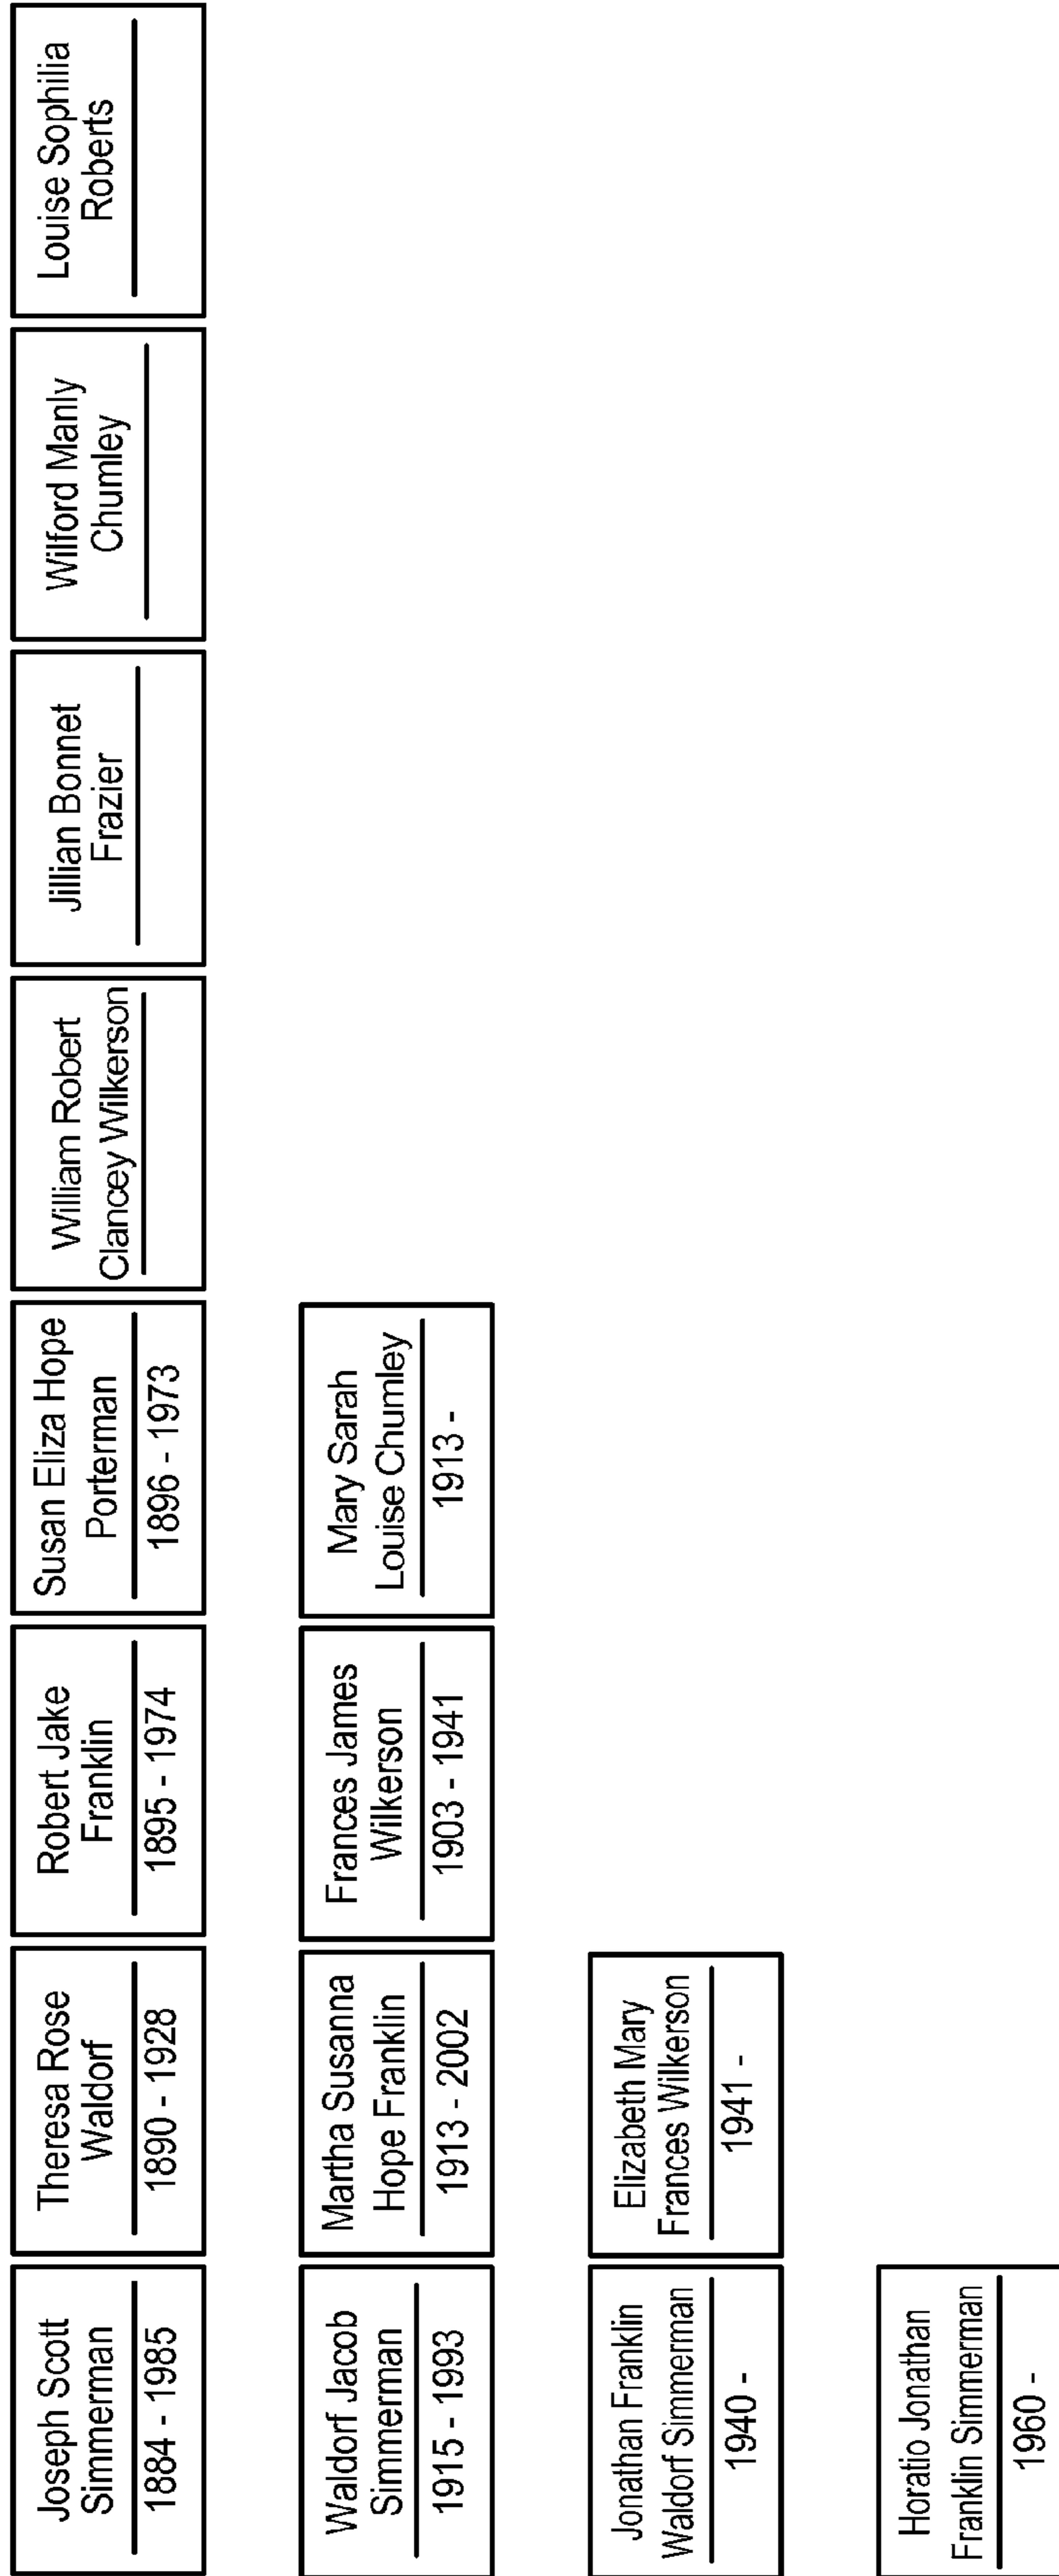 Joseph Scott
Simmerman
1884 - 1985
Theresa Rose
Waldorf
1890 - 1928
Robert Jake
Franklin
1895 - 1974
Susan Eliza Hope
Porterman
1896 - 1973
William Robert
Clancey Wilkerson
Jillian Bonnet
Frazier
Wilford Manly
Chumley
Louise Sophilia
Roberts
Waldorf Jacob
Simmerman
1915 - 1993
Martha Susanna
Hope Franklin
1913 - 2002
Frances James
Wilkerson
1903 - 1941
Mary Sarah
Louise Chumley
1913 -
Jonathan Franklin
Waldorf Simmerman
1940 -
Elizabeth Mary
Frances Wilkerson
1941 -
Horatio Jonathan
Franklin Simmerman
1960 -